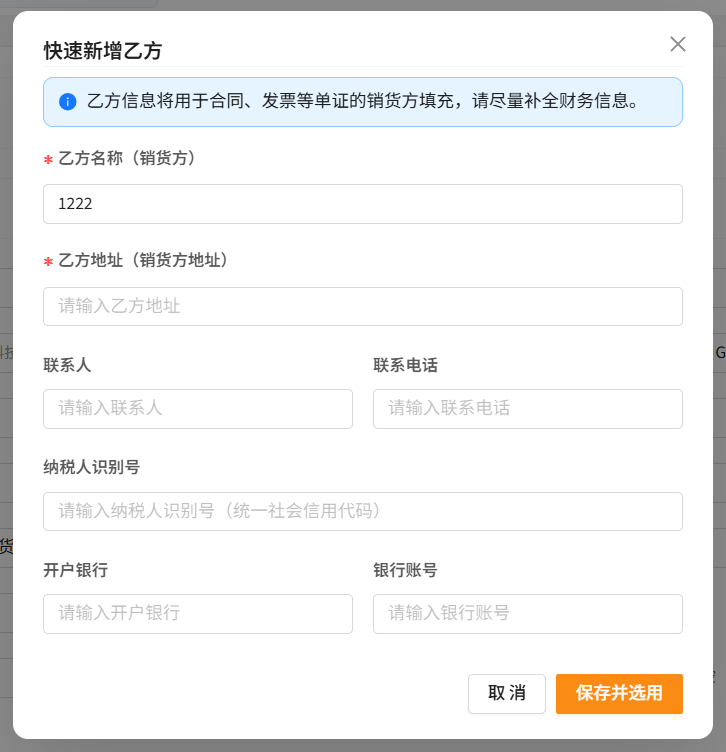 快速新增乙方
乙方信息将用于合同、发票等单证的销货方填充，请尽量补全财务信息。
* 乙方名称（销货方）
1222
* 乙方地址（销货方地址）
请输入乙方地址
联系人 联系电话
请输入联系人 请输入联系电话
纳税人识别号
请输入纳税人识别号（统一社会信用代码）
开户银行 银行账号
请输入开户银行 请输入银行账号
取 消 保存并选用